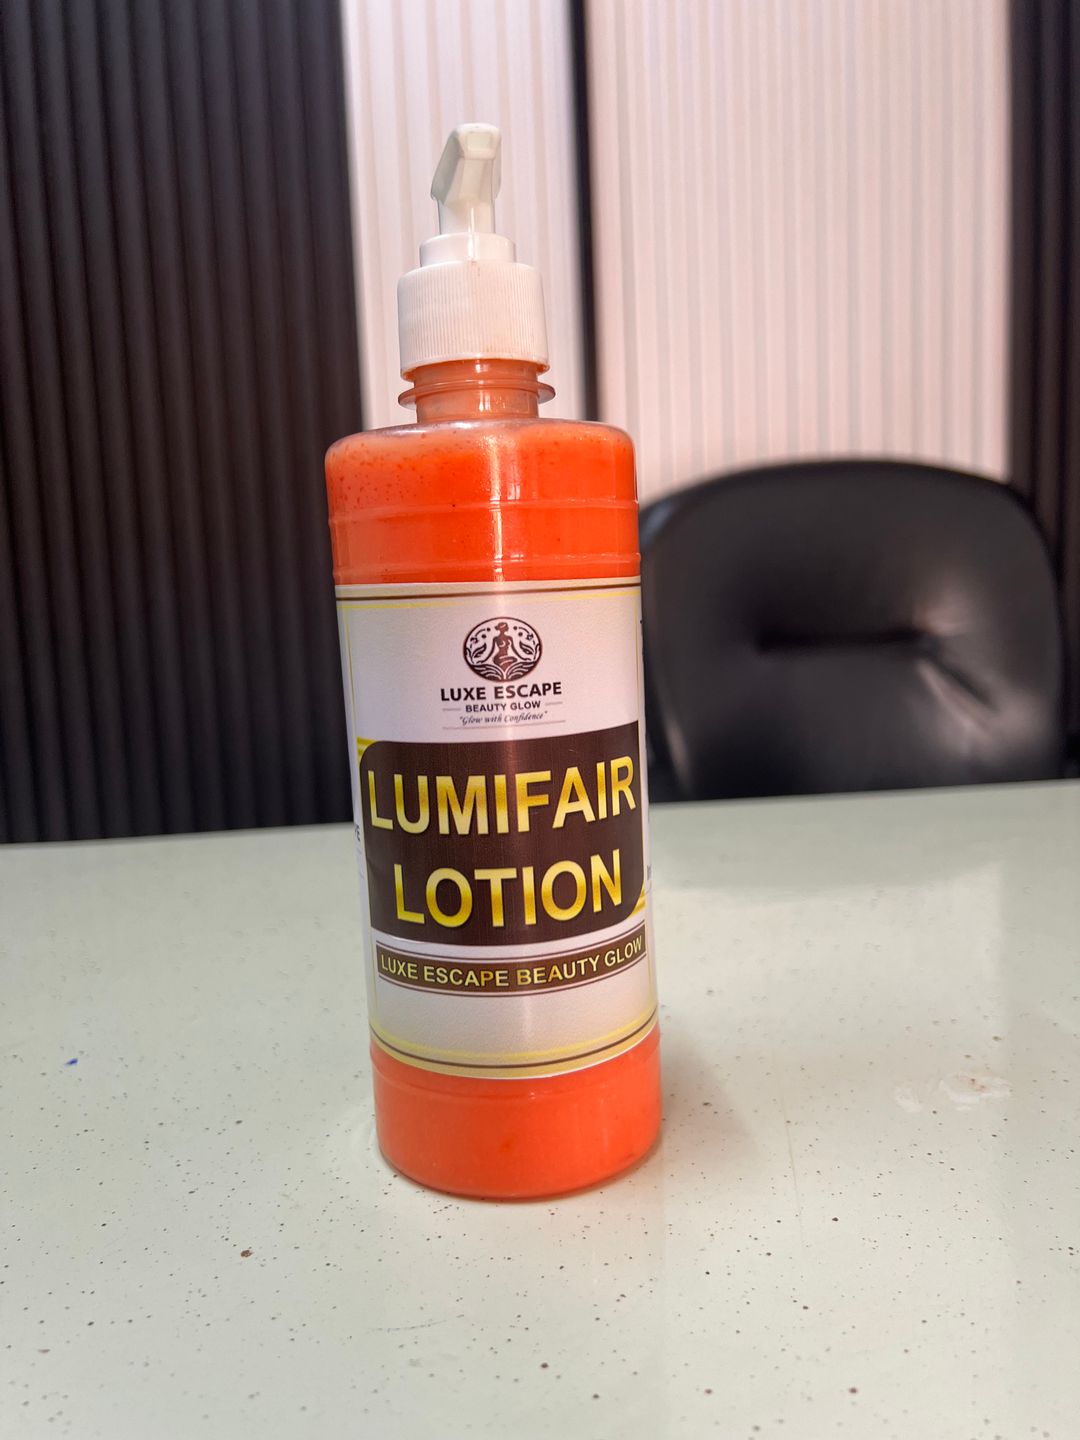 LUXE ESCAPE
BEAUTY GLOW
"Glow with Confidence"
LUMIFAIR
LOTION
LUXE ESCAPE BEAUTY GLOW